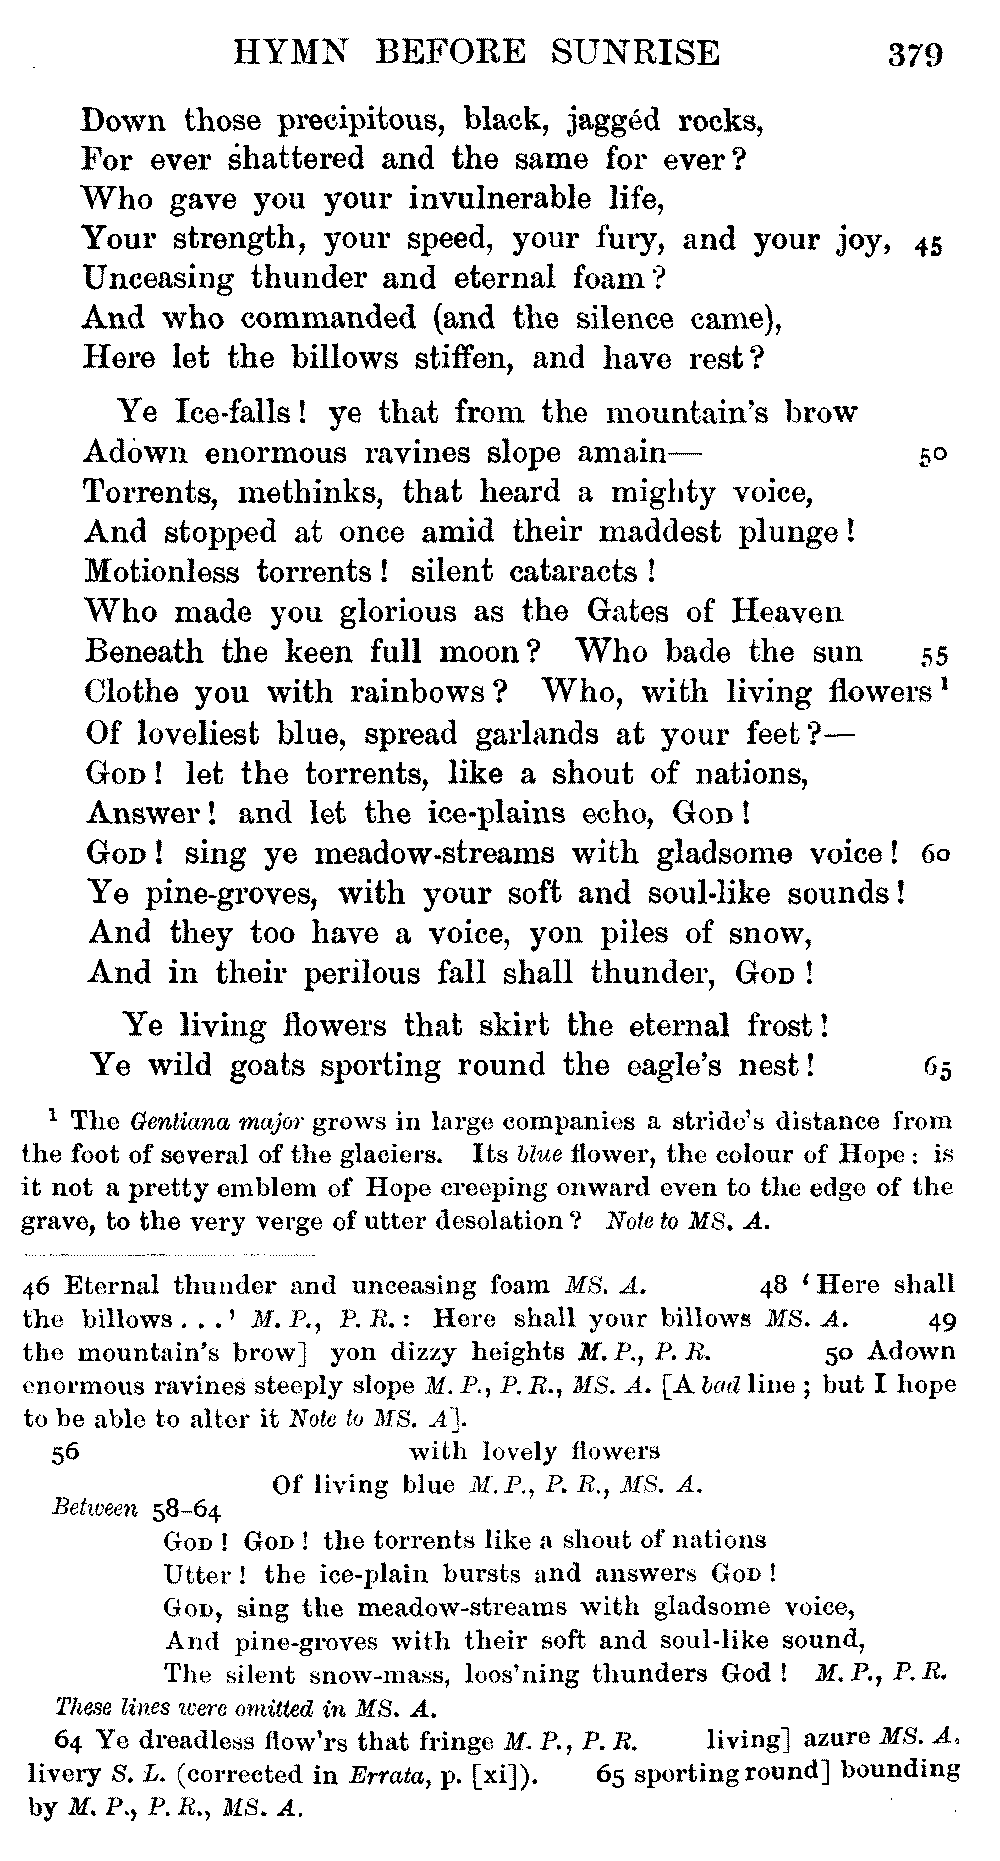 HYMN BEFORE SUNRISE 379
Down those precipitous, black, jaggéd rocks,
For ever shattered and the same for ever?
Who gave you your invulnerable life,
Your strength, your speed, your fury, and your joy, 45
Unceasing thunder and eternal foam?
And who commanded (and the silence came),
Here let the billows stiffen, and have rest?
Ye Ice-falls! ye that from the mountain's brow
Adown enormous ravines slope amain— 50
Torrents, methinks, that heard a mighty voice,
And stopped at once amid their maddest plunge!
Motionless torrents! silent cataracts!
Who made you glorious as the Gates of Heaven
Beneath the keen full moon? Who bade the sun 55
Clothe you with rainbows? Who, with living flowers¹
Of loveliest blue, spread garlands at your feet?—
GOD! let the torrents, like a shout of nations,
Answer! and let the ice-plains echo, GOD!
GOD! sing ye meadow-streams with gladsome voice! 60
Ye pine-groves, with your soft and soul-like sounds!
And they too have a voice, yon piles of snow,
And in their perilous fall shall thunder, GOD!
Ye living flowers that skirt the eternal frost!
Ye wild goats sporting round the eagle's nest! 65
¹ The Gentiana major grows in large companies a stride's distance from
the foot of several of the glaciers. Its blue flower, the colour of Hope: is
it not a pretty emblem of Hope creeping onward even to the edge of the
grave, to the very verge of utter desolation? Note to MS. A.
46 Eternal thunder and unceasing foam MS. A. 48 'Here shall
the billows . . .' M. P., P. R.: Here shall your billows MS. A. 49
the mountain's brow] yon dizzy heights M. P., P. R. 50 Adown
enormous ravines steeply slope M. P., P. R., MS. A. [A bad line; but I hope
to be able to alter it Note to MS. A].
56 with lovely flowers
Of living blue M. P., P. R., MS. A.
Between 58–64
GOD! GOD! the torrents like a shout of nations
Utter! the ice-plain bursts and answers GOD!
GOD, sing the meadow-streams with gladsome voice,
And pine-groves with their soft and soul-like sound,
The silent snow-mass, loos'ning thunders God! M. P., P. R.
These lines were omitted in MS. A.
64 Ye dreadless flow'rs that fringe M. P., P. R. living] azure MS. A.
livery S. L. (corrected in Errata, p. [xi]). 65 sporting round] bounding
by M. P., P. R., MS. A.